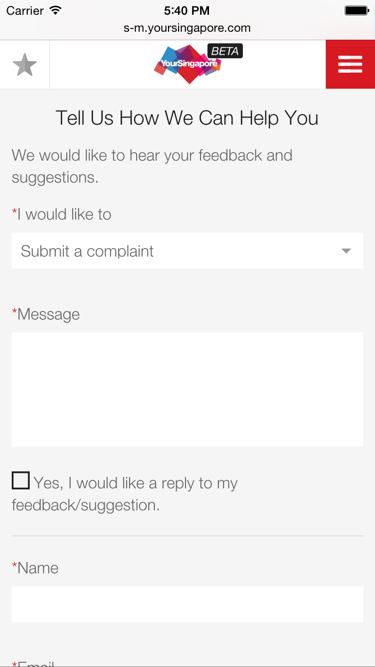 Carrier 5:40 PM
s-m.yoursingapore.com
YourSingapore BETA
Tell Us How We Can Help You
We would like to hear your feedback and
suggestions.
*I would like to
Submit a complaint
*Message
Yes, I would like a reply to my
feedback/suggestion.
*Name
*Email